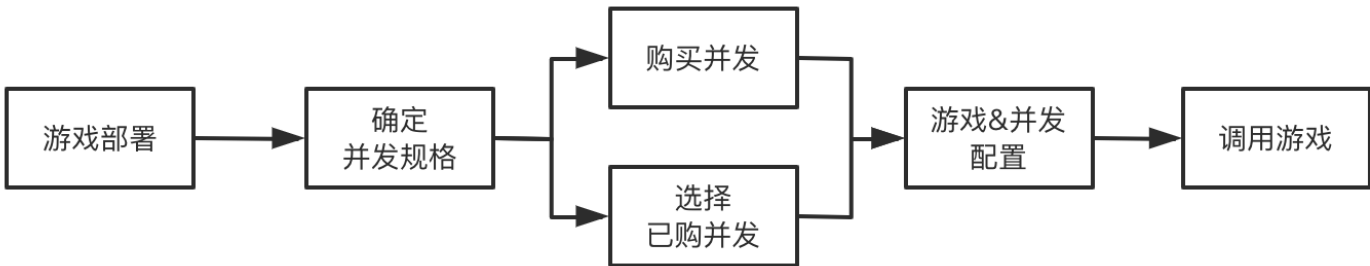 游戏部署
确定
并发规格
购买并发
选择
已购并发
游戏&并发
配置
调用游戏